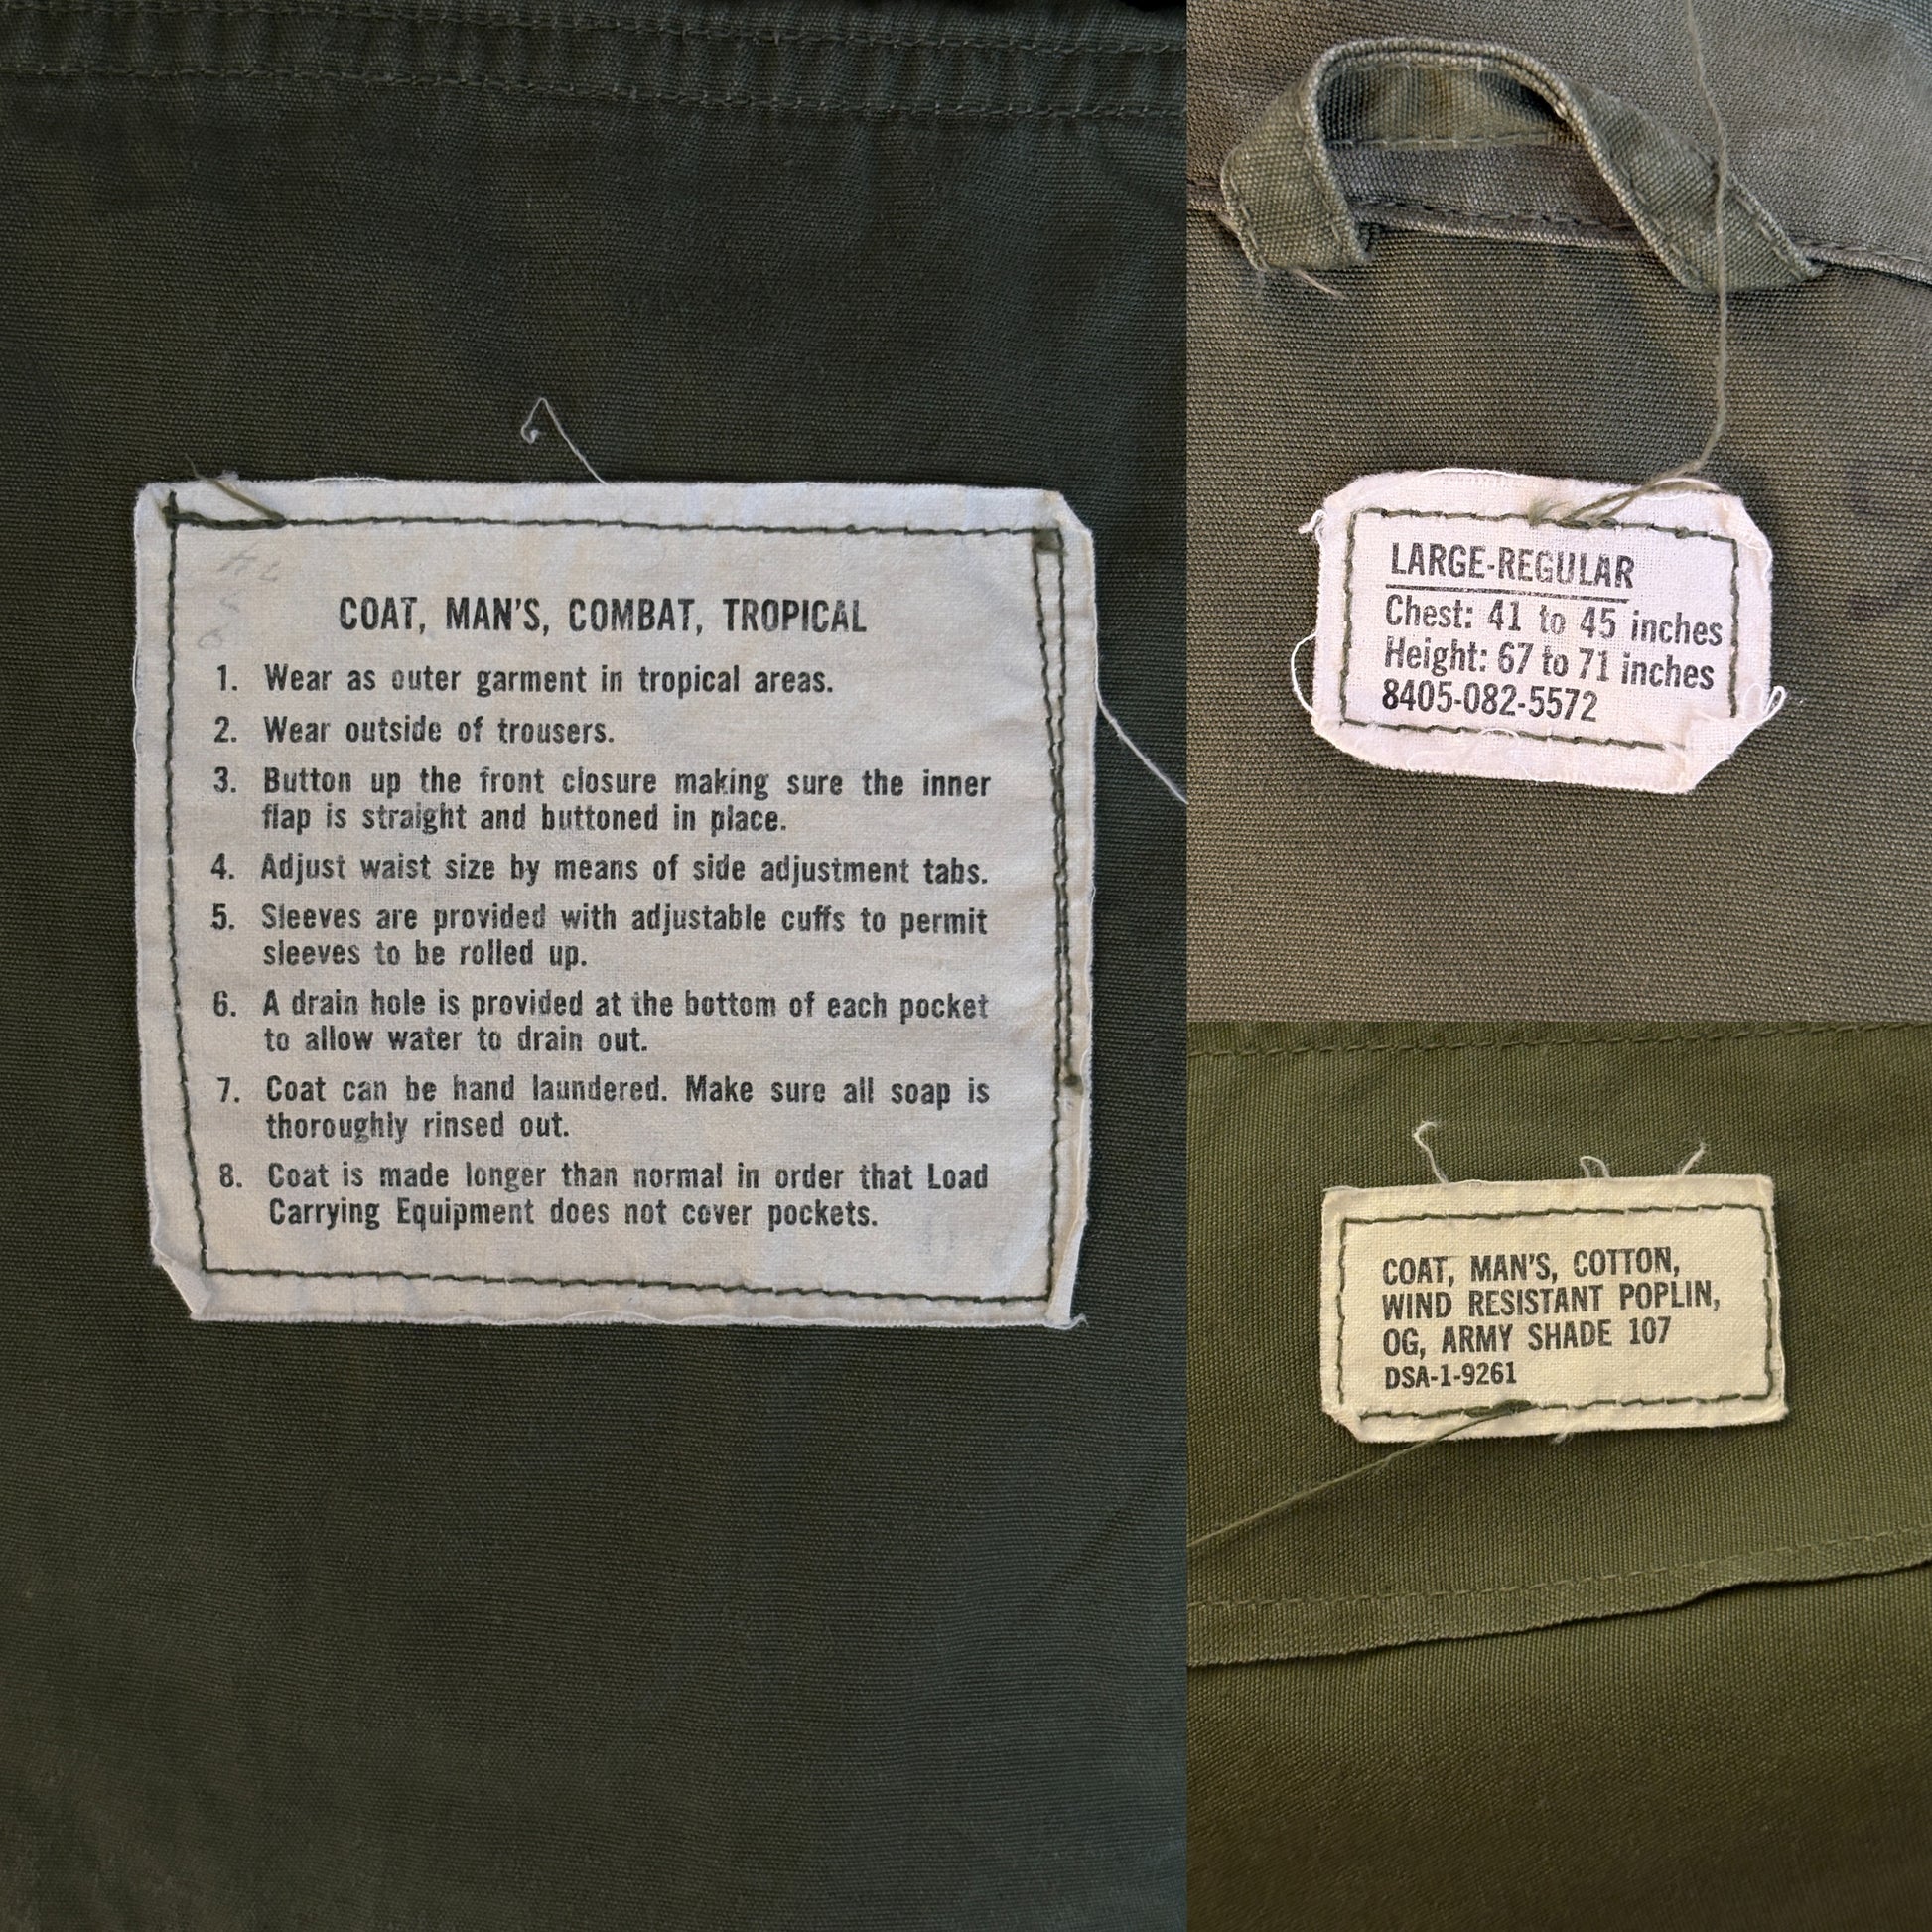 COAT, MAN'S, COMBAT, TROPICAL
1. Wear as outer garment in tropical areas.
2. Wear outside of trousers.
3. Button up the front closure making sure the inner
flap is straight and buttoned in place.
4. Adjust waist size by means of side adjustment tabs.
5. Sleeves are provided with adjustable cuffs to permit
sleeves to be rolled up.
6. A drain hole is provided at the bottom of each pocket
to allow water to drain out.
7. Coat can be hand laundered. Make sure all soap is
thoroughly rinsed out.
8. Coat is made longer than normal in order that Load
Carrying Equipment does not cover pockets.
LARGE-REGULAR
Chest: 41 to 45 inches
Height: 67 to 71 inches
8405-082-5572
COAT, MAN'S, COTTON,
WIND RESISTANT POPLIN,
OG, ARMY SHADE 107
DSA-1-9261